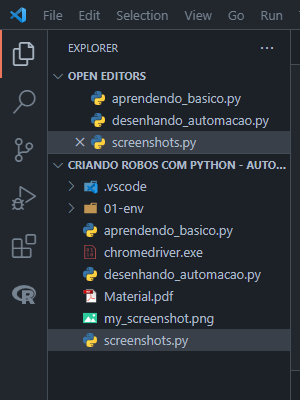 File Edit Selection View Go Run
EXPLORER
OPEN EDITORS
aprendendo_basico.py
desenhando_automacao.py
screenshots.py
CRIANDO ROBOS COM PYTHON - AUTO...
.vscode
01-env
aprendendo_basico.py
chromedriver.exe
desenhando_automacao.py
Material.pdf
my_screenshot.png
screenshots.py